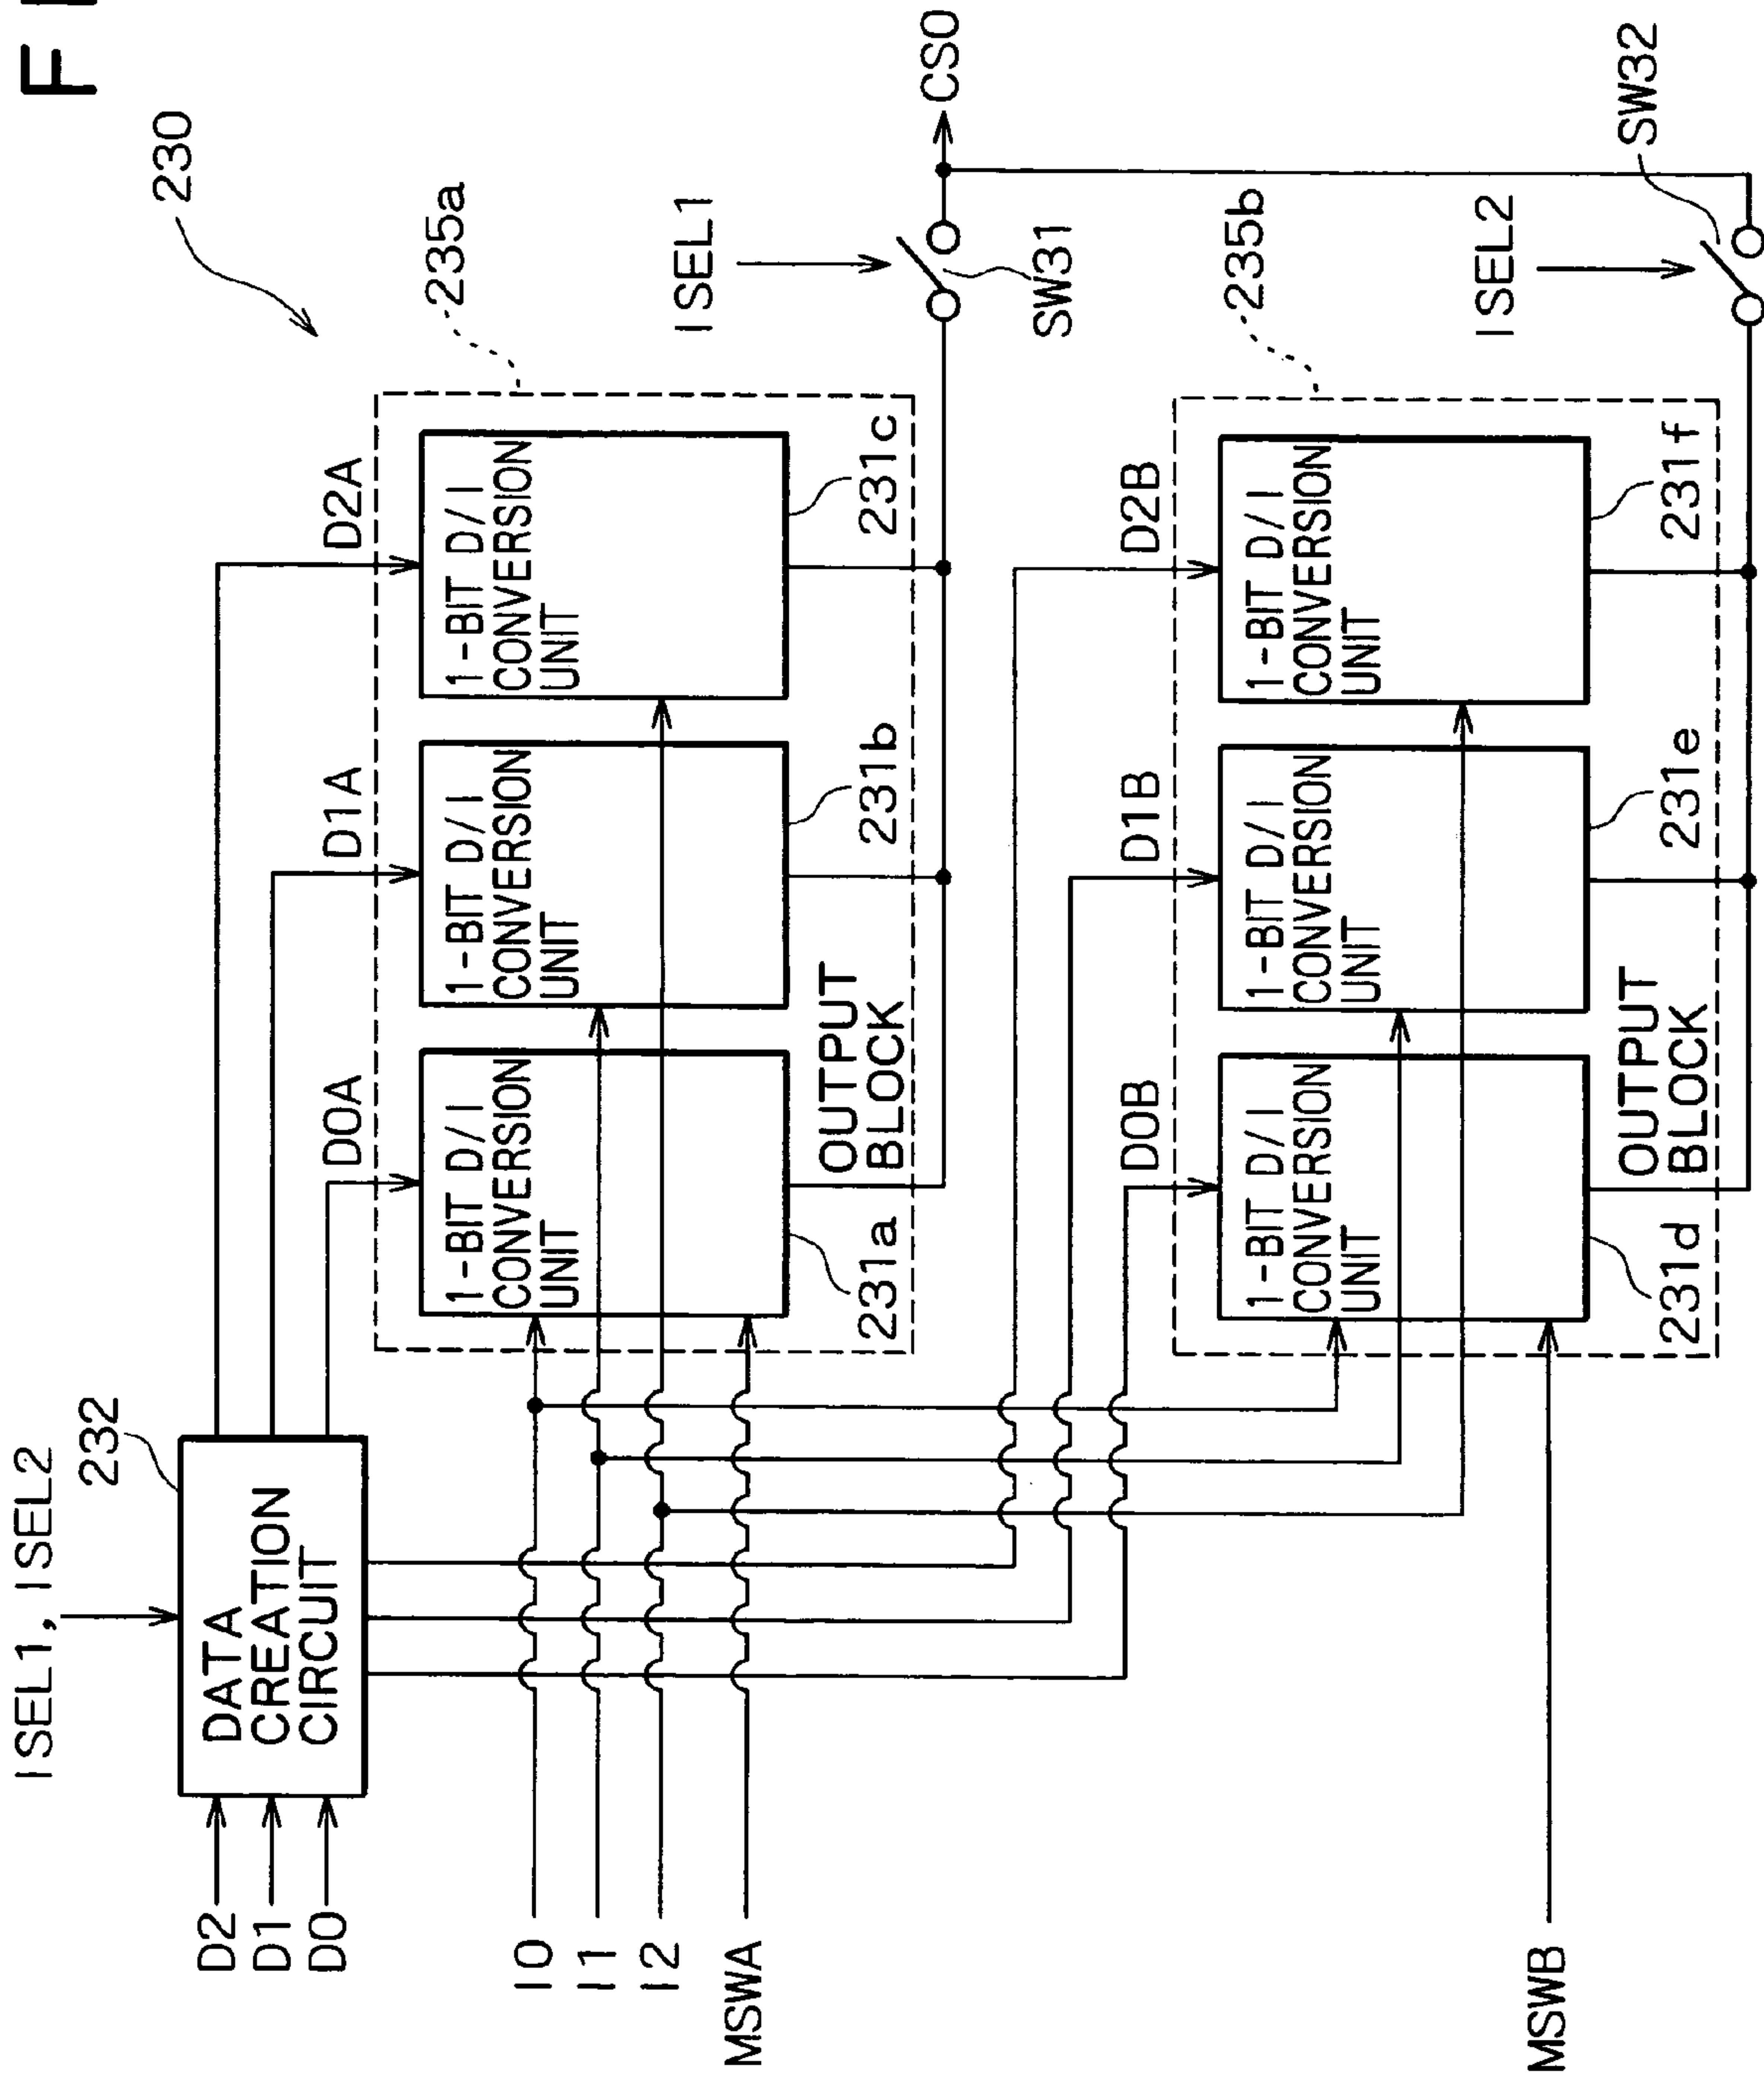 F I
230
ISEL1, ISEL2
232
DATA
CREATION
CIRCUIT
D2
D1
D0
D2A
D1A
D0A
235a
1-BIT D/I
CONVERSION
UNIT
231c
1-BIT D/I
CONVERSION
UNIT
231b
1-BIT D/I
CONVERSION
UNIT
231a
OUTPUT
BLOCK
I0
I1
I2
MSWA
ISEL1
SW31
CSO
D2B
D1B
D0B
235b
1-BIT D/I
CONVERSION
UNIT
231f
1-BIT D/I
CONVERSION
UNIT
231e
1-BIT D/I
CONVERSION
UNIT
231d
OUTPUT
BLOCK
MSWB
ISEL2
SW32